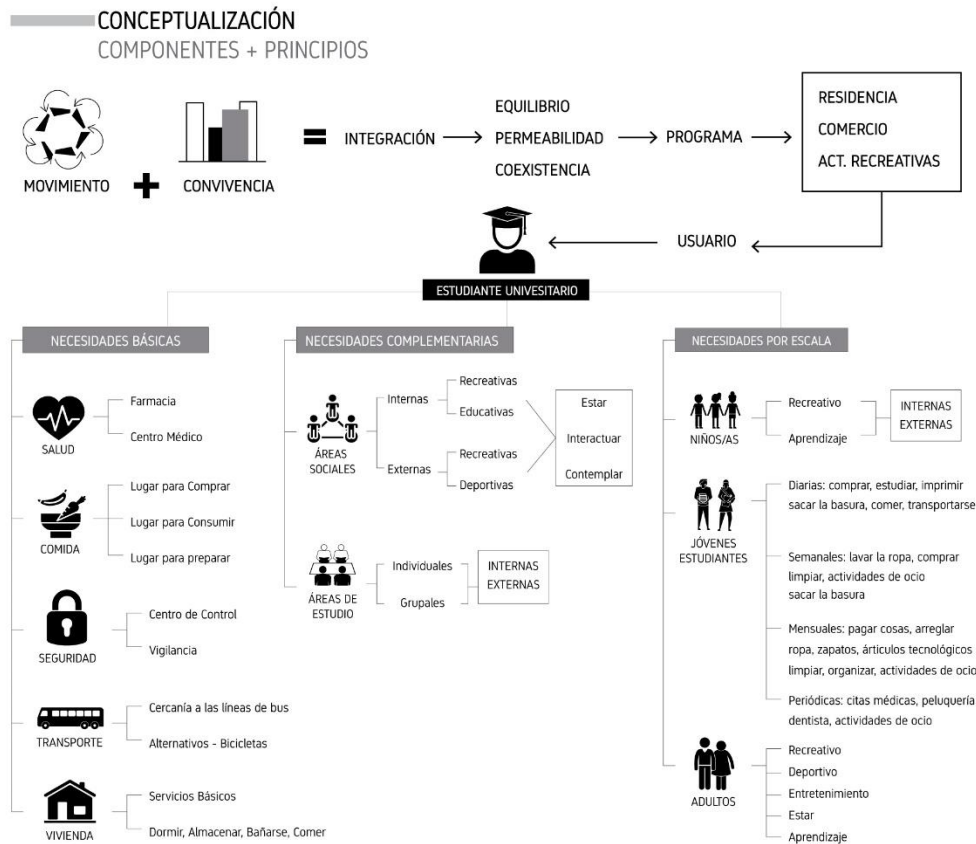 CONCEPTUALIZACIÓN
COMPONENTES + PRINCIPIOS
MOVIMIENTO
+
CONVIVENCIA
=
INTEGRACIÓN
EQUILIBRIO
PERMEABILIDAD
COEXISTENCIA
PROGRAMA
RESIDENCIA
COMERCIO
ACT. RECREATIVAS
USUARIO
ESTUDIANTE UNIVESITARIO
NECESIDADES BÁSICAS
SALUD
Farmacia
Centro Médico
COMIDA
Lugar para Comprar
Lugar para Consumir
Lugar para preparar
SEGURIDAD
Centro de Control
Vigilancia
TRANSPORTE
Cercanía a las líneas de bus
Alternativos - Bicicletas
VIVIENDA
Servicios Básicos
Dormir, Almacenar, Bañarse, Comer
NECESIDADES COMPLEMENTARIAS
ÁREAS
SOCIALES
Internas
Recreativas
Educativas
Externas
Recreativas
Deportivas
Estar
Interactuar
Contemplar
ÁREAS DE
ESTUDIO
Individuales
Grupales
INTERNAS
EXTERNAS
NECESIDADES POR ESCALA
NIÑOS/AS
Recreativo
Aprendizaje
INTERNAS
EXTERNAS
JÓVENES
ESTUDIANTES
Diarias: comprar, estudiar, imprimir
sacar la basura, comer, transportarse
Semanales: lavar la ropa, comprar
limpiar, actividades de ocio
sacar la basura
Mensuales: pagar cosas, arreglar
ropa, zapatos, árticulos tecnológicos
limpiar, organizar, actividades de ocio
Periódicas: citas médicas, peluquería
dentista, actividades de ocio
ADULTOS
Recreativo
Deportivo
Entretenimiento
Estar
Aprendizaje